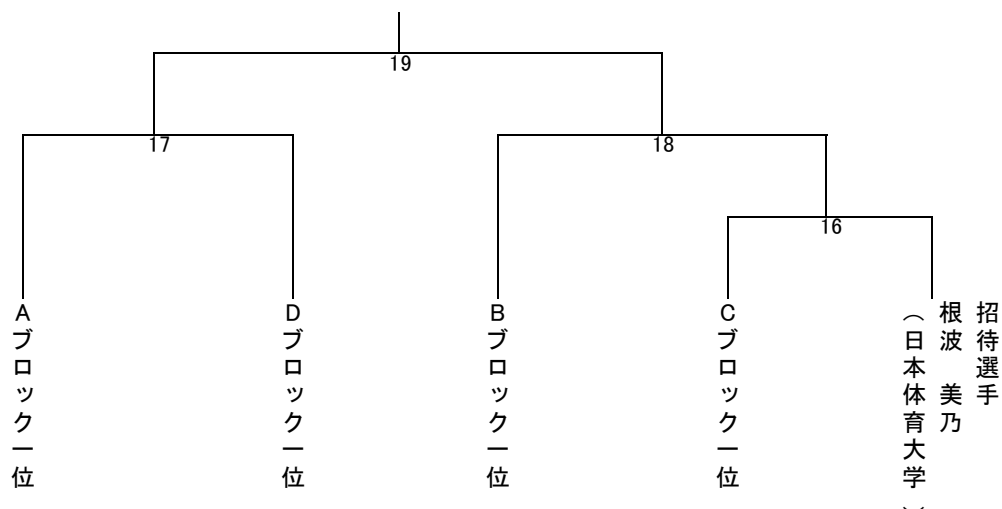 19
17
18
16
Aブロック一位
Dブロック一位
Bブロック一位
Cブロック一位
招待選手
根波 美乃
(日本体育大学)